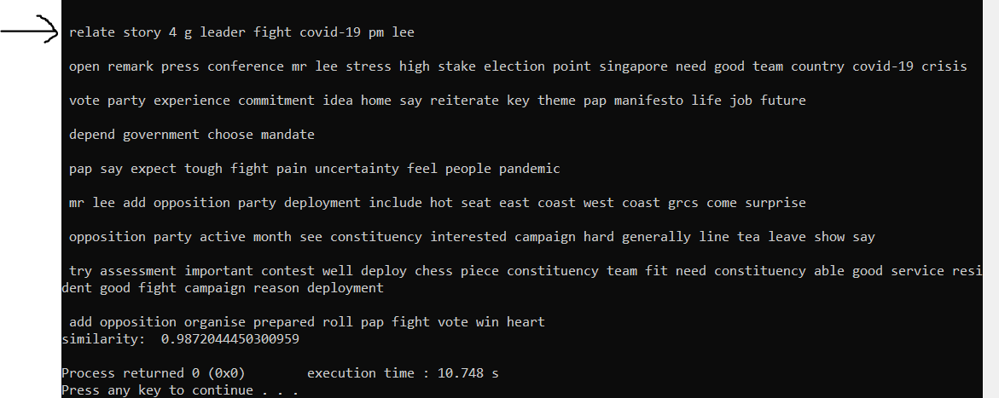 relate story 4 g leader fight covid-19 pm lee
open remark press conference mr lee stress high stake election point singapore need good team country covid-19 crisis
vote party experience commitment idea home say reiterate key theme pap manifesto life job future
depend government choose mandate
pap say expect tough fight pain uncertainty feel people pandemic
mr lee add opposition party deployment include hot seat east coast west coast grcs come surprise
opposition party active month see constituency interested campaign hard generally line tea leave show say
try assessment important contest well deploy chess piece constituency team fit need constituency able good service resi
dent good fight campaign reason deployment
add opposition organise prepared roll pap fight vote win heart
similarity:  0.9872044450300959
Process returned 0 (0x0)        execution time : 10.748 s
Press any key to continue . . .